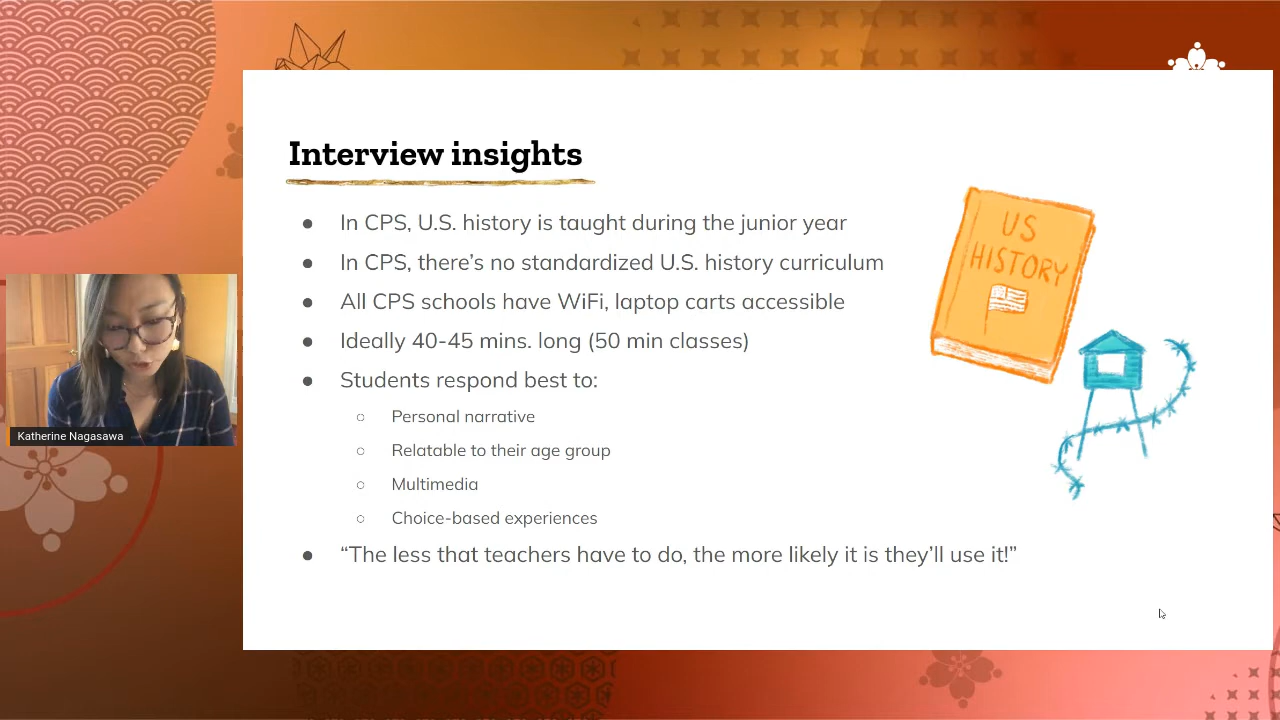 Interview insights
● In CPS, U.S. history is taught during the junior year
● In CPS, there's no standardized U.S. history curriculum
● All CPS schools have WiFi, laptop carts accessible
● Ideally 40-45 mins. long (50 min classes)
● Students respond best to:
○ Personal narrative
○ Relatable to their age group
○ Multimedia
○ Choice-based experiences
● “The less that teachers have to do, the more likely it is they'll use it!”
US
HISTORY
Katherine Nagasawa